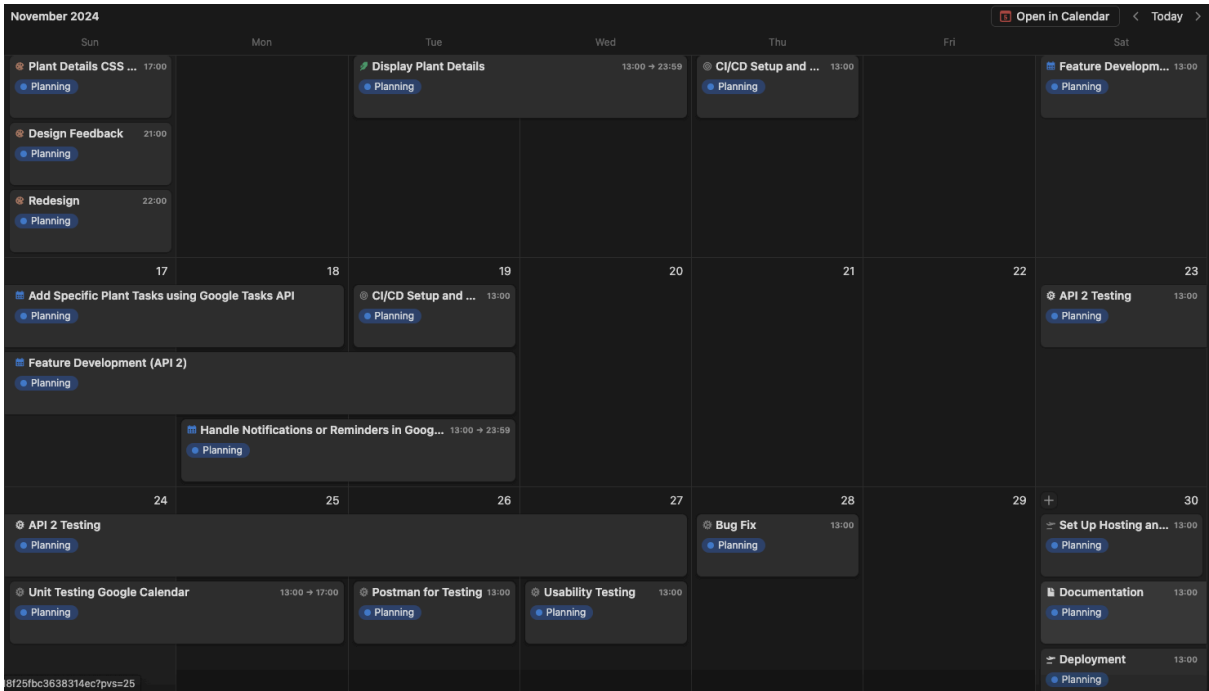 November 2024
Open in Calendar
Today
Sun Mon Tue Wed Thu Fri Sat
Plant Details CSS ... 17:00
Planning
Design Feedback 21:00
Planning
Redesign 22:00
Planning
Display Plant Details 13:00 → 23:59
Planning
CI/CD Setup and ... 13:00
Planning
Feature Developm... 13:00
Planning
17 18 19 20 21 22 23
Add Specific Plant Tasks using Google Tasks API
Planning
CI/CD Setup and ... 13:00
Planning
API 2 Testing 13:00
Planning
Feature Development (API 2)
Planning
Handle Notifications or Reminders in Goog... 13:00 → 23:59
Planning
24 25 26 27 28 29 30
API 2 Testing
Planning
Bug Fix 13:00
Planning
Set Up Hosting an... 13:00
Planning
Unit Testing Google Calendar 13:00 → 17:00
Planning
Postman for Testing 13:00
Planning
Usability Testing 13:00
Planning
Documentation 13:00
Planning
Deployment 13:00
Planning
18f25fbc3638314ec?pvs=25